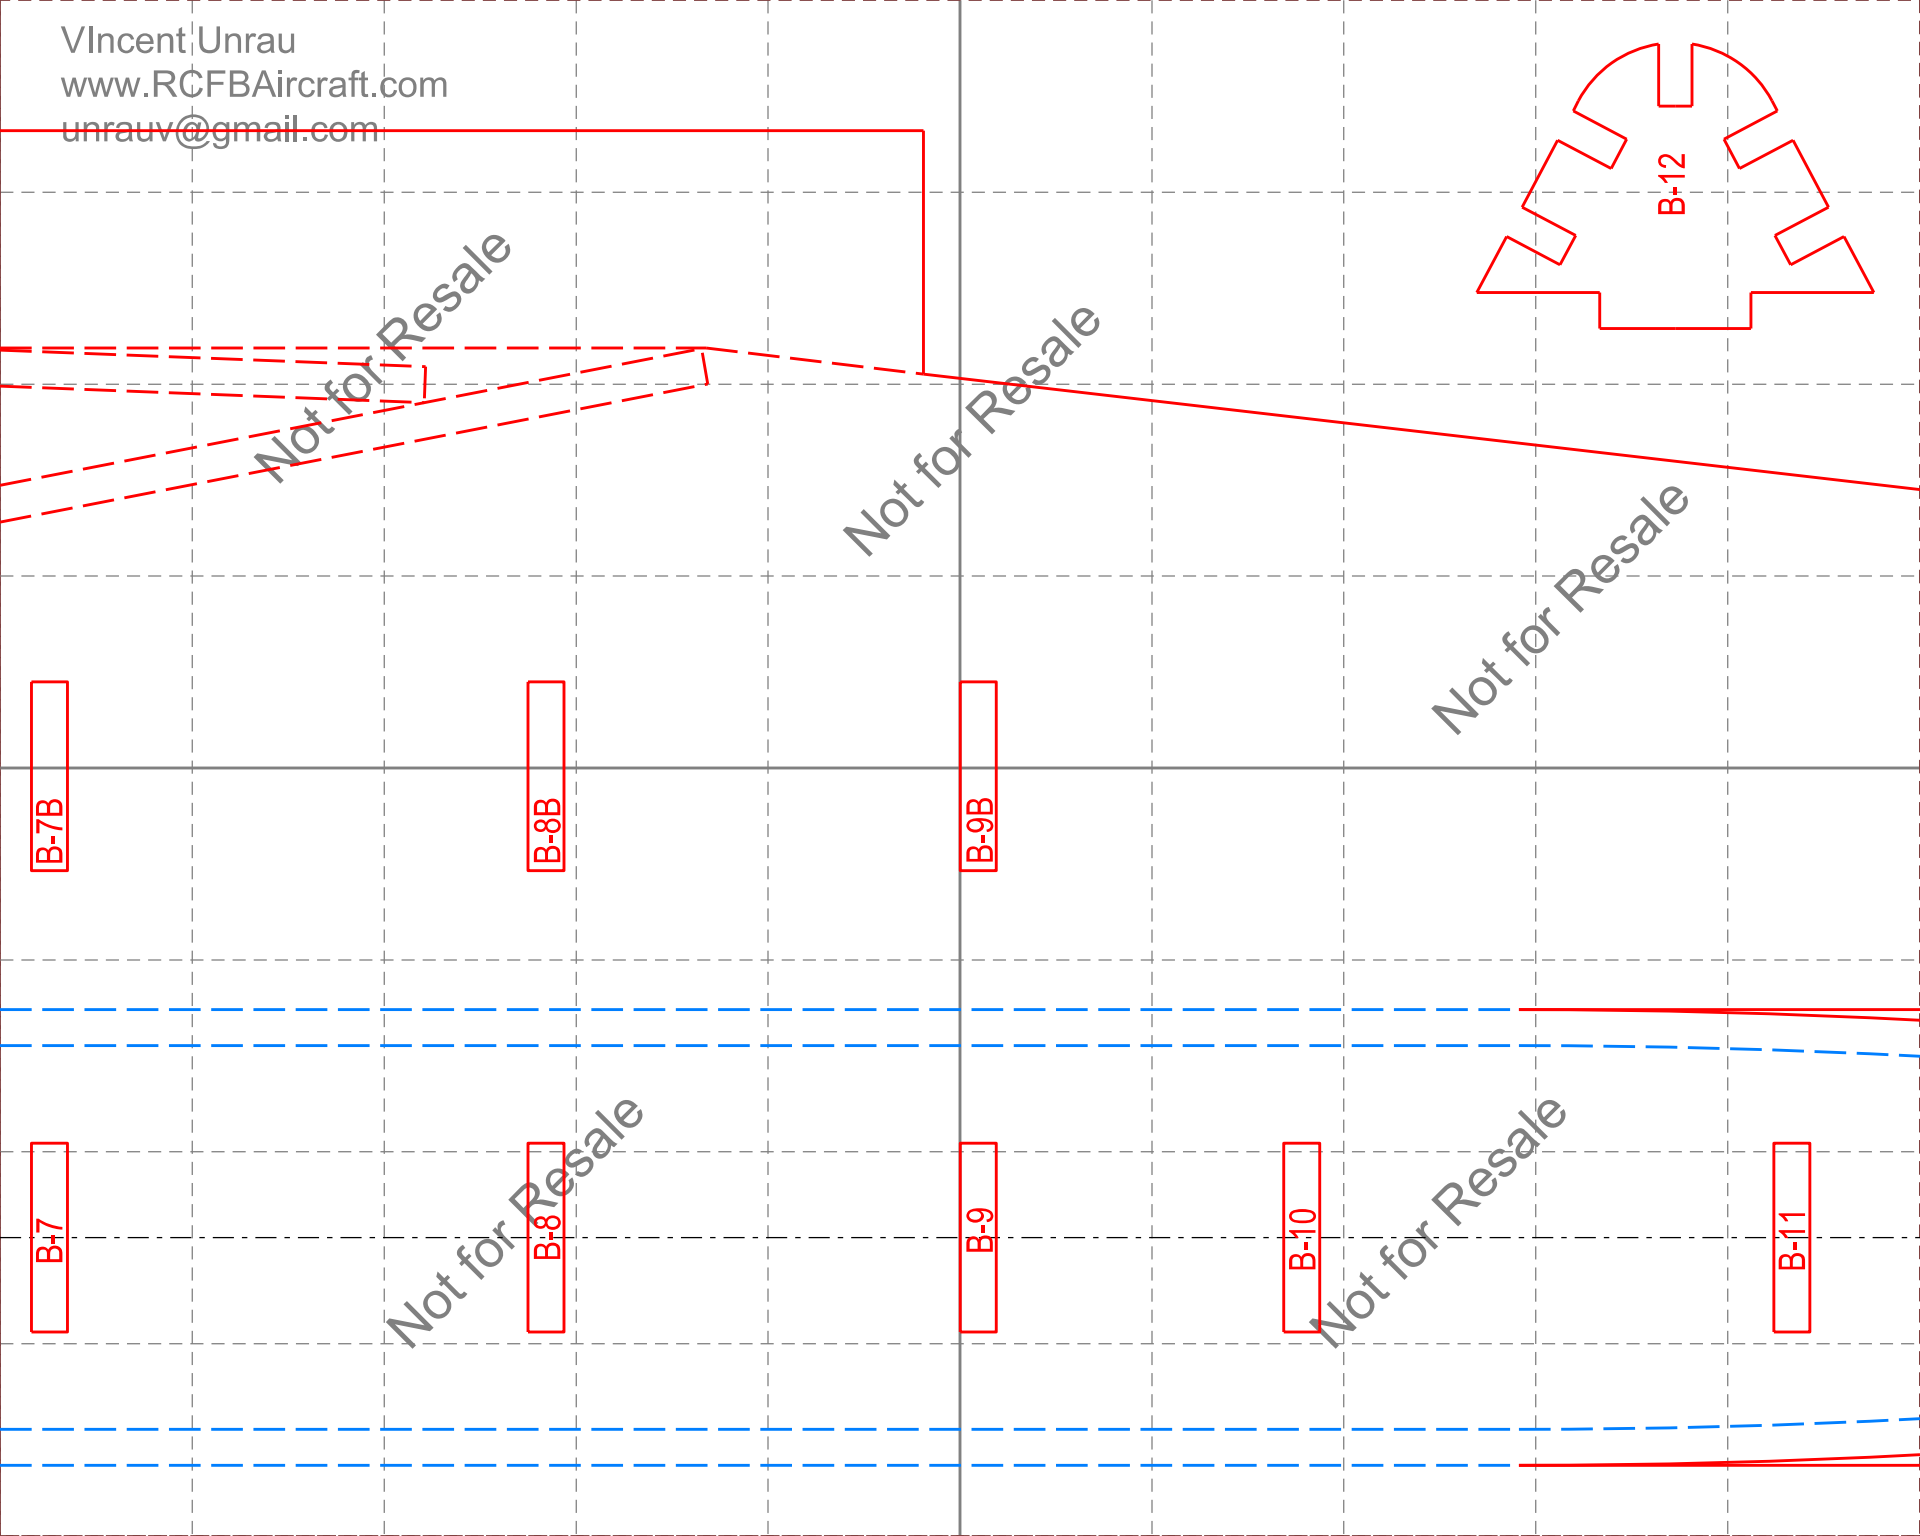 VIncent Unrau
www.RCFBAircraft.com
unrauv@gmail.com
B-12
Not for Resale
Not for Resale
Not for Resale
B-7B
B-8B
B-9B
Not for Resale
Not for Resale
B-7
B-8
B-9
B-10
B-11